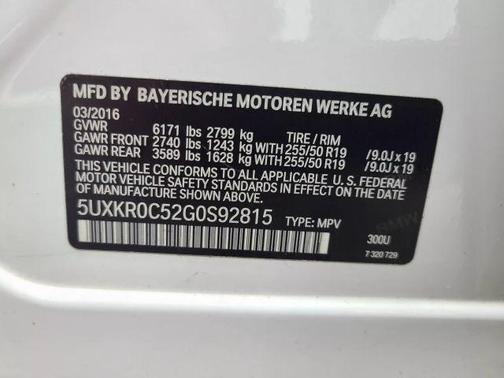 MFD BY BAYERISCHE MOTOREN WERKE AG
03/2016
GVWR 6171 lbs 2799 kg TIRE / RIM
GAWR FRONT 2740 lbs 1243 kg WITH 255/50 R19 / 9.0J x 19
GAWR REAR 3589 lbs 1628 kg WITH 255/50 R19 / 9.0J x 19
THIS VEHICLE CONFORMS TO ALL APPLICABLE U.S. FEDERAL
MOTOR VEHICLE SAFETY STANDARDS IN EFFECT ON THE DATE
OF MANUFACTURE SHOWN ABOVE.
5UXKR0C52G0S92815 TYPE: MPV
300U
7 320 729